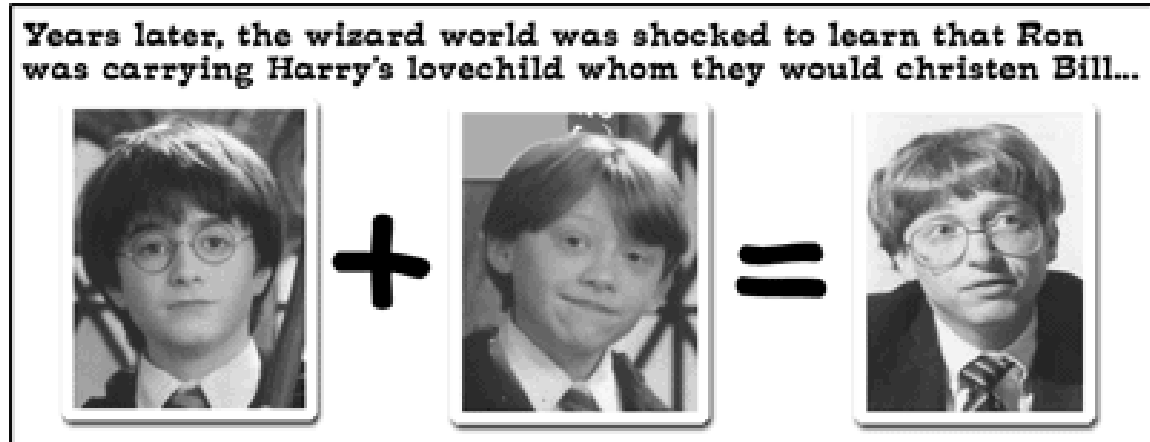 Years later, the wizard world was shocked to learn that Ron
was carrying Harry's lovechild whom they would christen Bill...
+
=